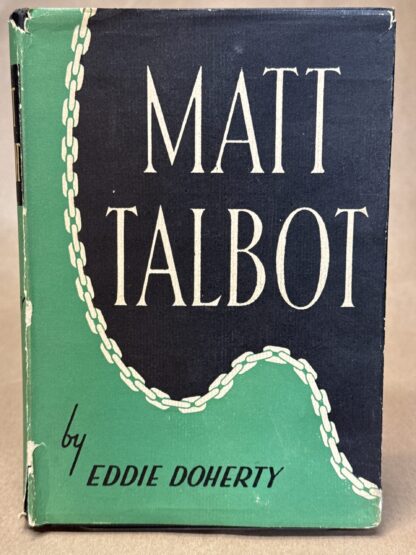 MATT
TALBOT
by
EDDIE DOHERTY